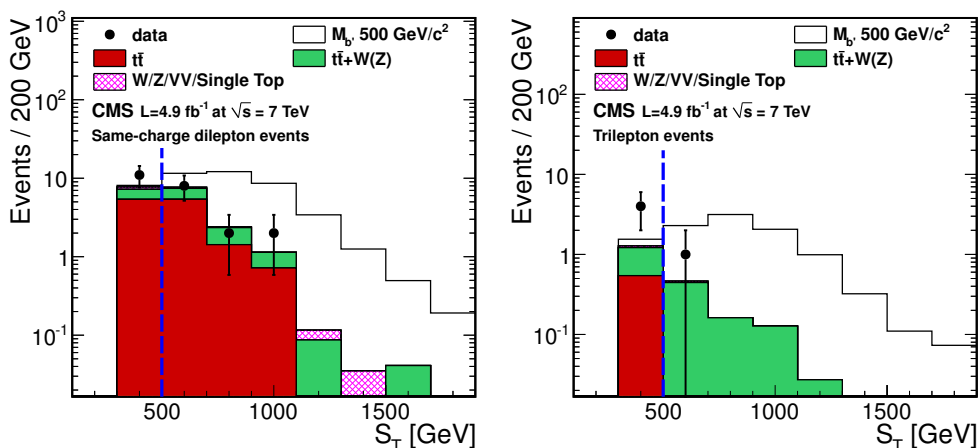 Events / 200 GeV
10³
10²
10
1
10⁻¹
data
M_b' 500 GeV/c²
tt̄
tt̄+W(Z)
W/Z/VV/Single Top
CMS L=4.9 fb⁻¹ at √s = 7 TeV
Same-charge dilepton events
500 1000 1500
S_T [GeV]
Events / 200 GeV
10²
10
1
10⁻¹
data
M_b' 500 GeV/c²
tt̄
tt̄+W(Z)
W/Z/VV/Single Top
CMS L=4.9 fb⁻¹ at √s = 7 TeV
Trilepton events
500 1000 1500
S_T [GeV]